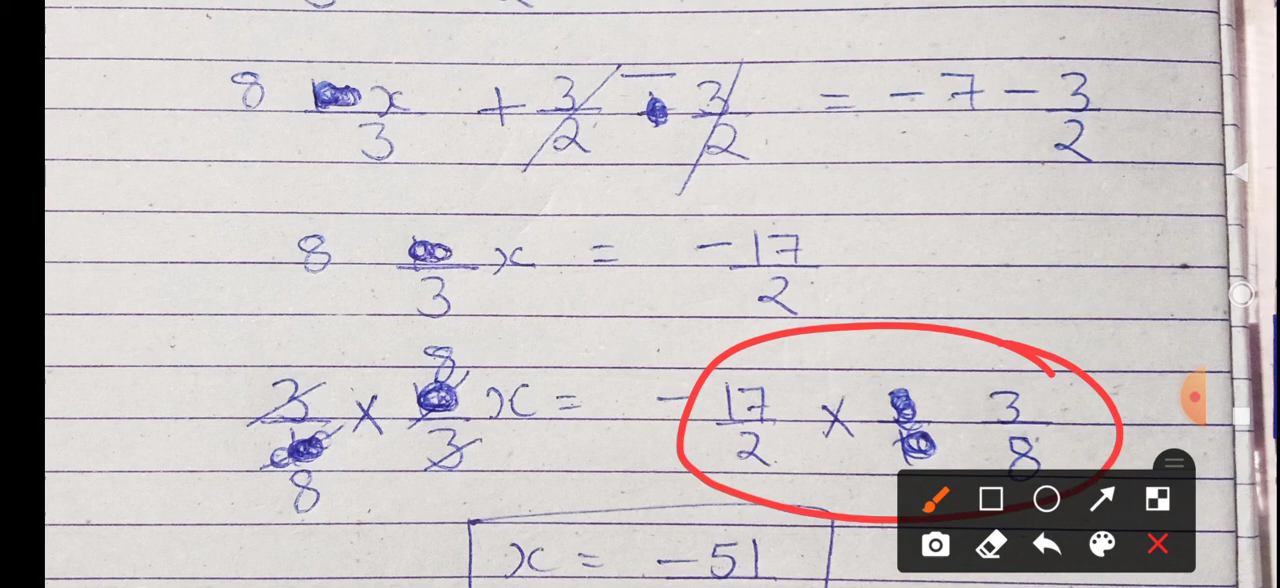 8 x/3 + 3/2 - 3/2 = -7 - 3/2
8 /3 x = -17/2
3/8 × 8/3 x = -17/2 × 3/8
x = -51